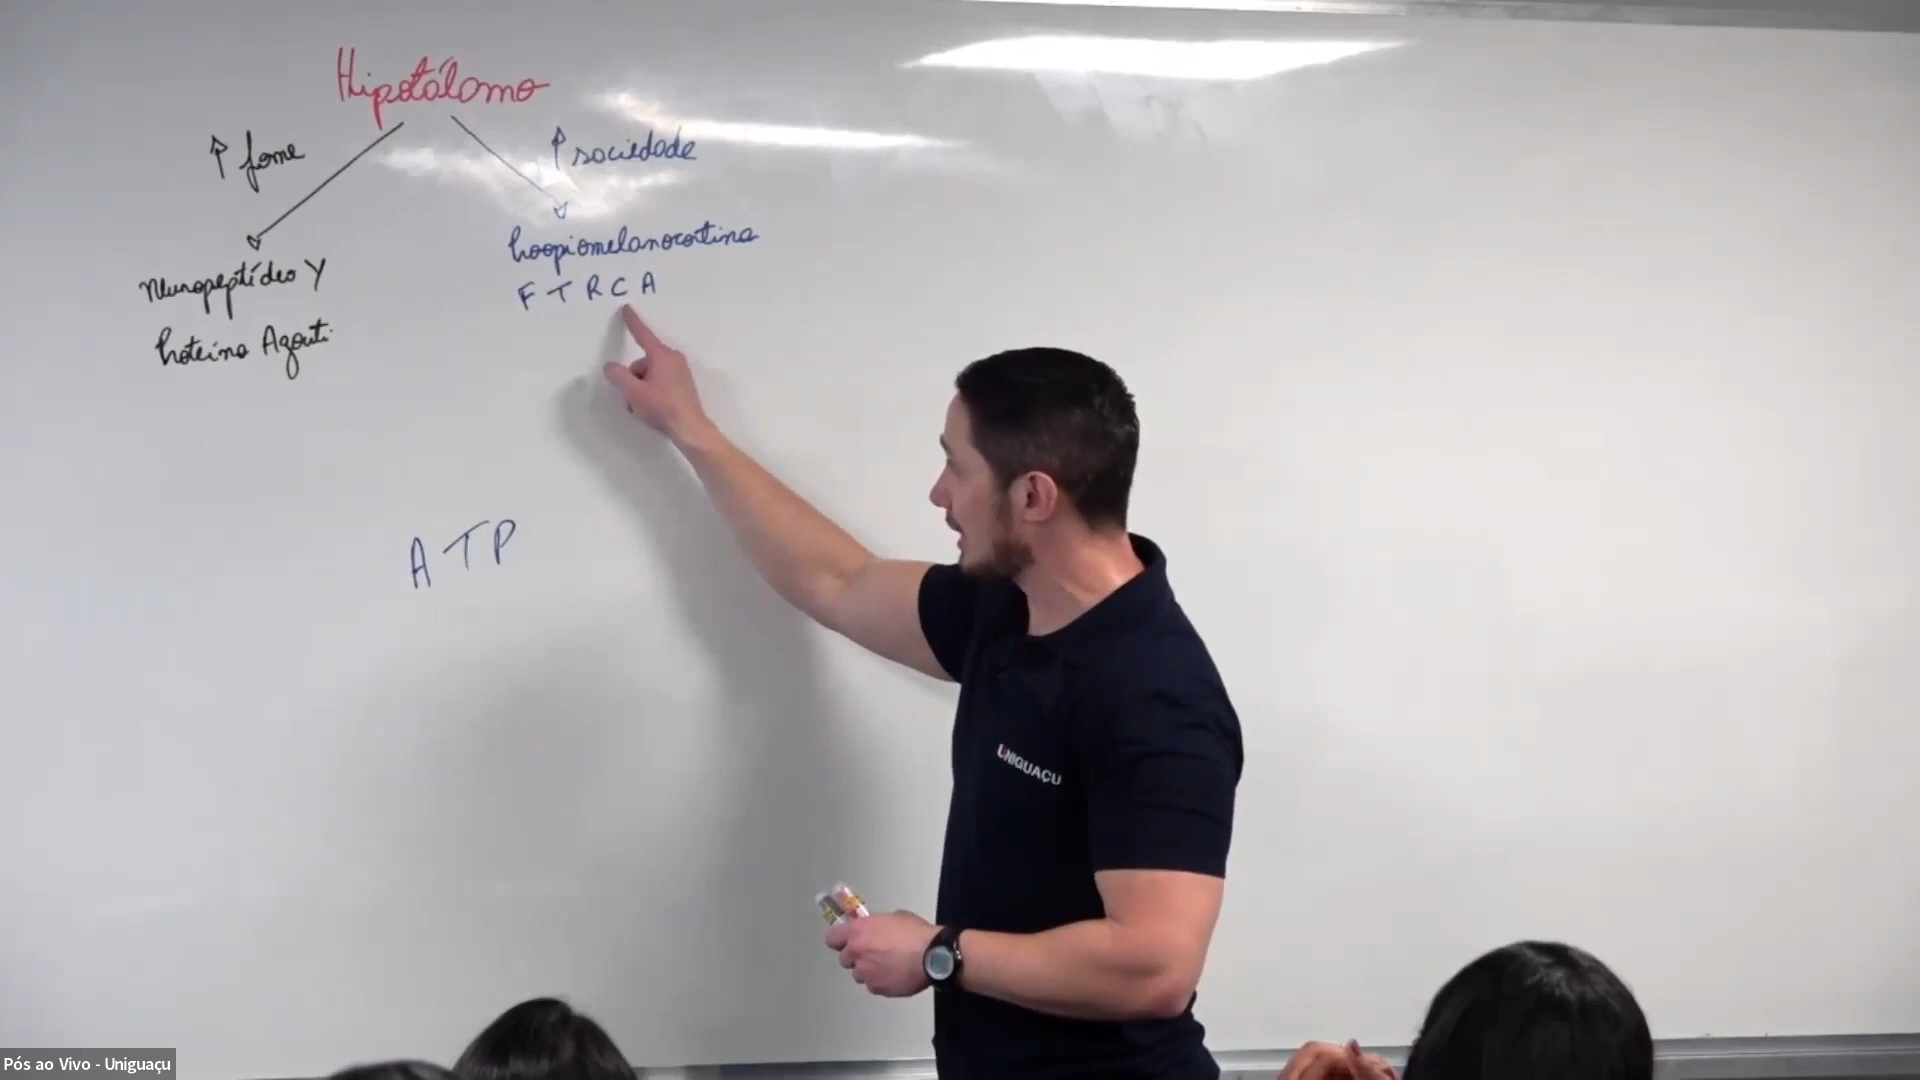 Hipotálamo
↑ fome
↑ saciedade
Neuropeptídeo Y
Proteína Agouti
Proopiomelanocortina
F T R C A
A T P
UNIGUAÇU
Pós ao Vivo - Uniguaçu